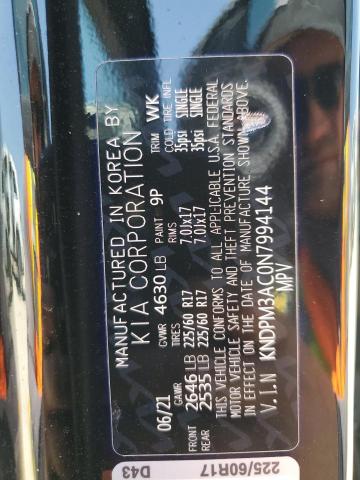 MANUFACTURED IN KOREA BY
KIA CORPORATION
06/21 GVWR 4630 LB PAINT 9P TRIM WK
GAWR TIRES RIMS COLD TIRE INFL
FRONT 2646 LB 225/60 R17 7.0Jx17 35psi SINGLE
REAR 2535 LB 225/60 R17 7.0Jx17 35psi SINGLE
THIS VEHICLE CONFORMS TO ALL APPLICABLE U.S.A. FEDERAL
MOTOR VEHICLE SAFETY AND THEFT PREVENTION STANDARDS
IN EFFECT ON THE DATE OF MANUFACTURE SHOWN ABOVE.
V.I.N KNDPM3AC0N7994144
MPV
D43
225/60R17